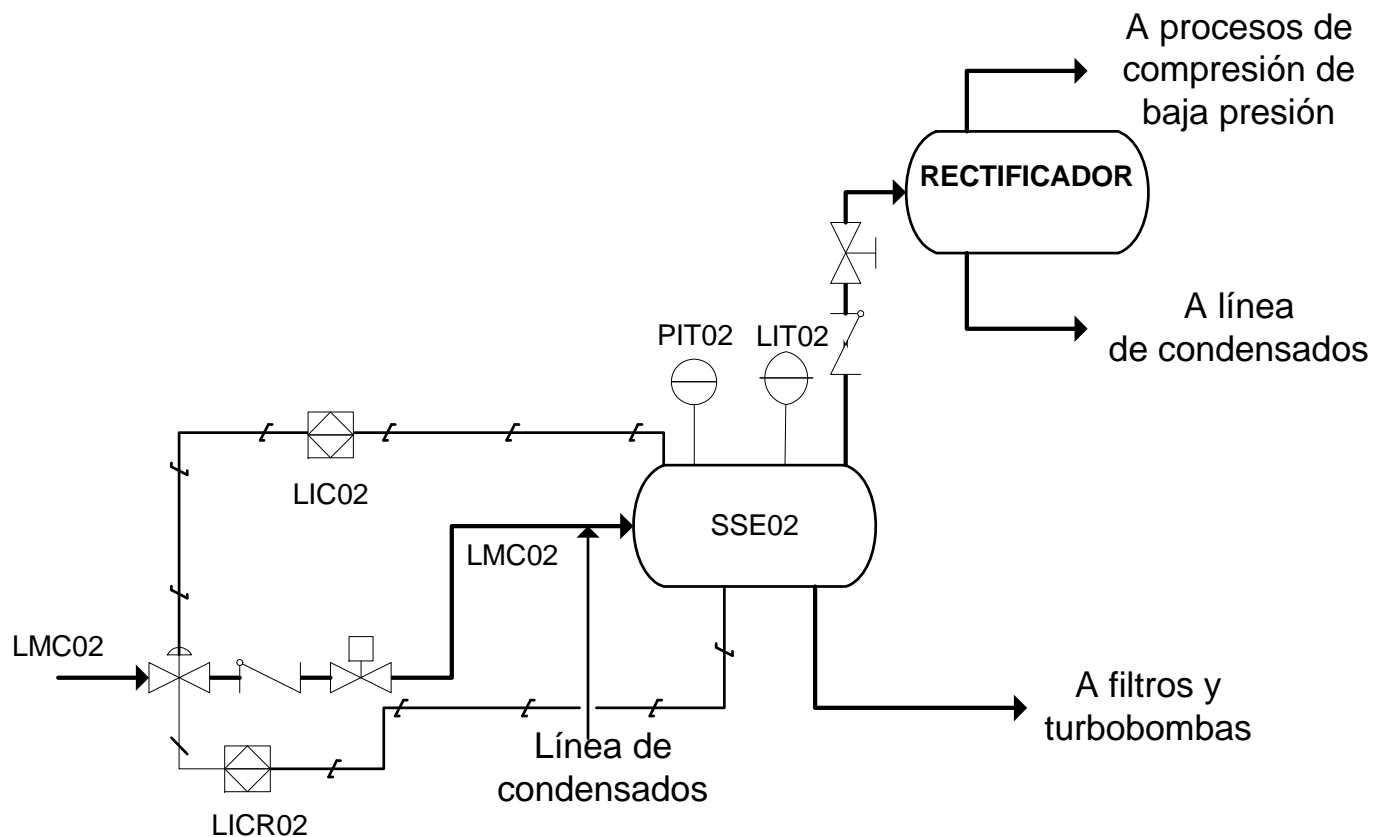 A procesos de
compresión de
baja presión
RECTIFICADOR
A línea
de condensados
PIT02
LIT02
LIC02
SSE02
LMC02
LMC02
A filtros y
turbobombas
Línea de
condensados
LICR02